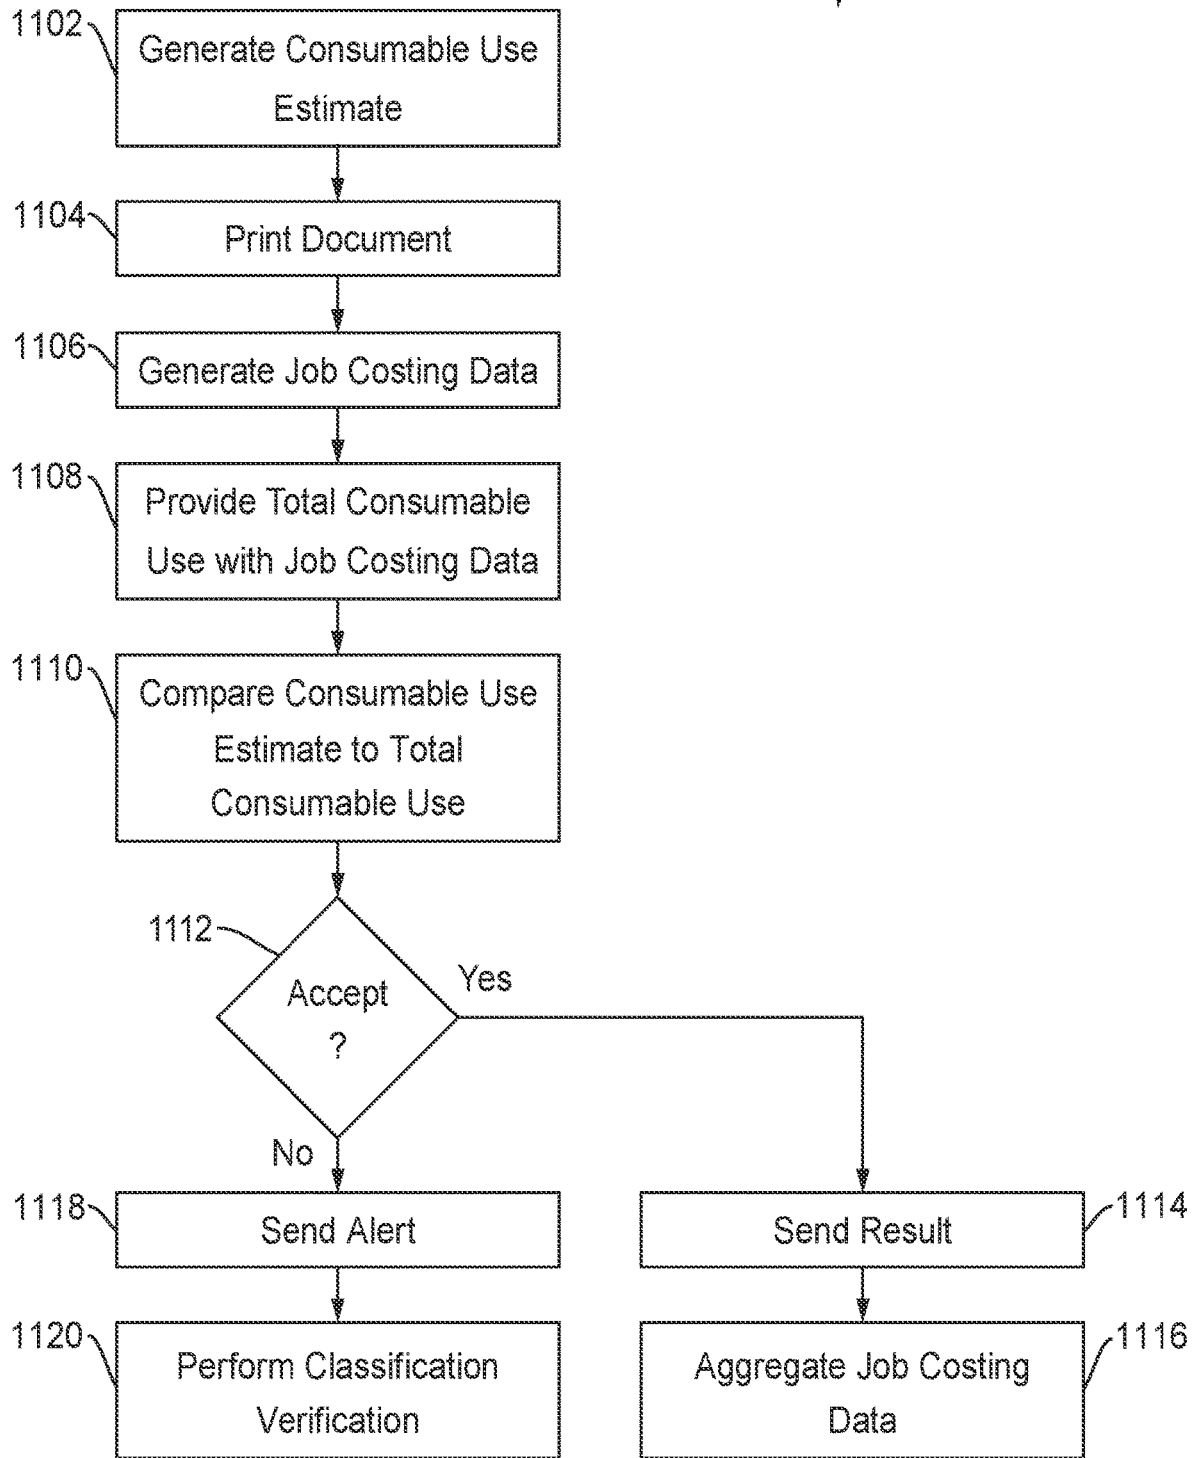 1102
Generate Consumable Use
Estimate
1104
Print Document
1106
Generate Job Costing Data
1108
Provide Total Consumable
Use with Job Costing Data
1110
Compare Consumable Use
Estimate to Total
Consumable Use
1112
Accept
?
Yes
No
1118
Send Alert
Send Result
1114
1120
Perform Classification
Verification
Aggregate Job Costing
Data
1116